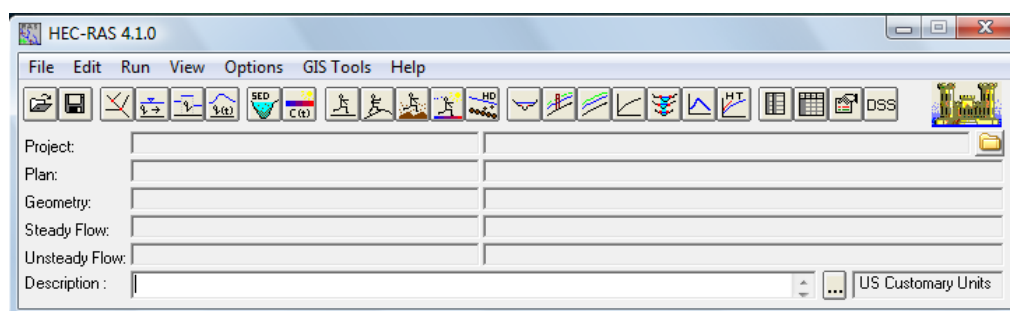 HEC-RAS 4.1.0
File Edit Run View Options GIS Tools Help
SED C(t) HD HT DSS
Project:
Plan:
Geometry:
Steady Flow:
Unsteady Flow:
Description : ... US Customary Units